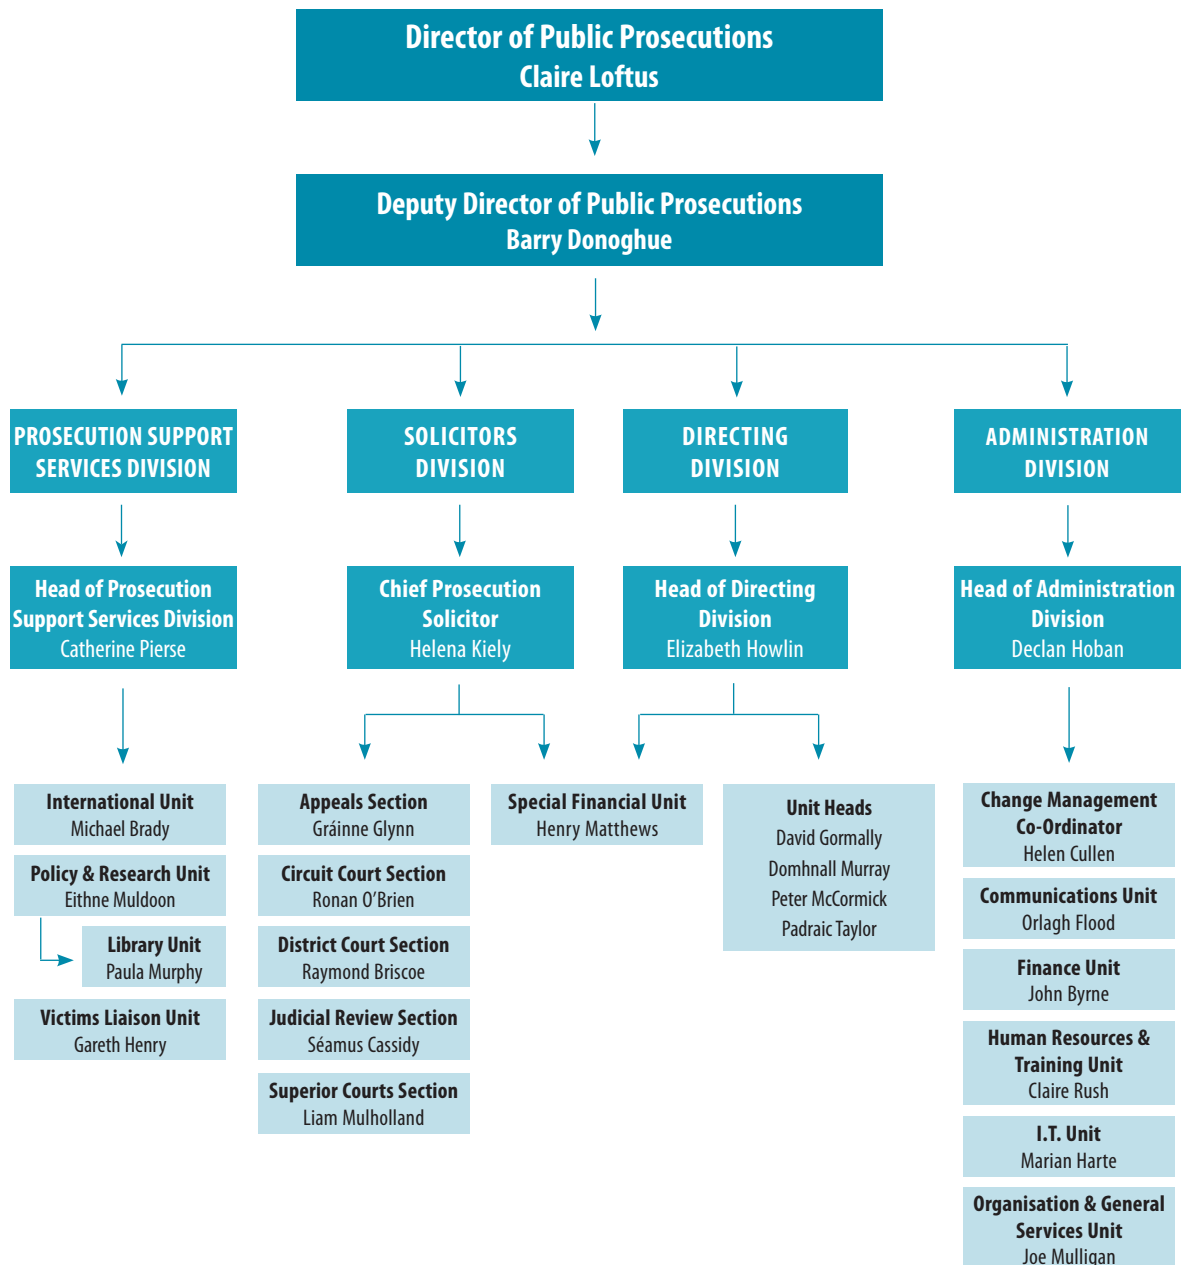 Director of Public Prosecutions
Claire Loftus
Deputy Director of Public Prosecutions
Barry Donoghue
PROSECUTION SUPPORT
SERVICES DIVISION
SOLICITORS
DIVISION
DIRECTING
DIVISION
ADMINISTRATION
DIVISION
Head of Prosecution
Support Services Division
Catherine Pierse
Chief Prosecution
Solicitor
Helena Kiely
Head of Directing
Division
Elizabeth Howlin
Head of Administration
Division
Declan Hoban
International Unit
Michael Brady
Policy & Research Unit
Eithne Muldoon
Library Unit
Paula Murphy
Victims Liaison Unit
Gareth Henry
Appeals Section
Gráinne Glynn
Circuit Court Section
Ronan O’Brien
District Court Section
Raymond Briscoe
Judicial Review Section
Séamus Cassidy
Superior Courts Section
Liam Mulholland
Special Financial Unit
Henry Matthews
Unit Heads
David Gormally
Domhnall Murray
Peter McCormick
Padraic Taylor
Change Management
Co-Ordinator
Helen Cullen
Communications Unit
Orlagh Flood
Finance Unit
John Byrne
Human Resources &
Training Unit
Claire Rush
I.T. Unit
Marian Harte
Organisation & General
Services Unit
Joe Mulligan